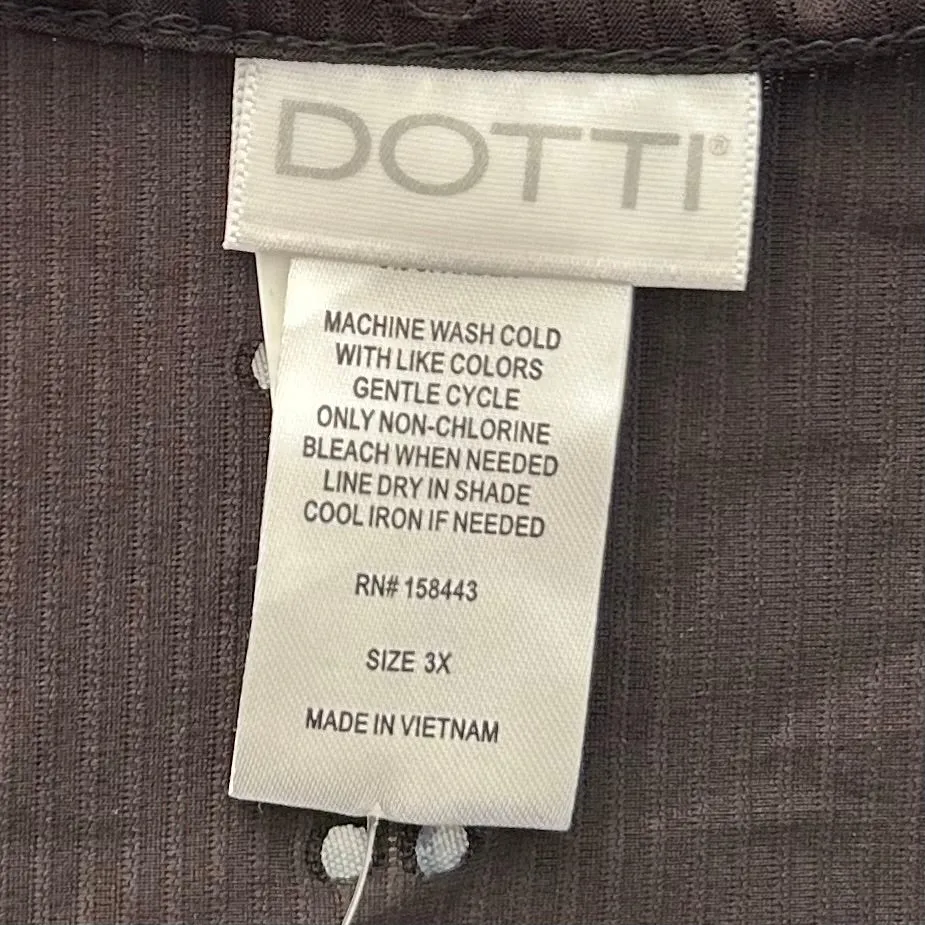 DOTTI®
MACHINE WASH COLD
WITH LIKE COLORS
GENTLE CYCLE
ONLY NON-CHLORINE
BLEACH WHEN NEEDED
LINE DRY IN SHADE
COOL IRON IF NEEDED
RN# 158443
SIZE 3X
MADE IN VIETNAM